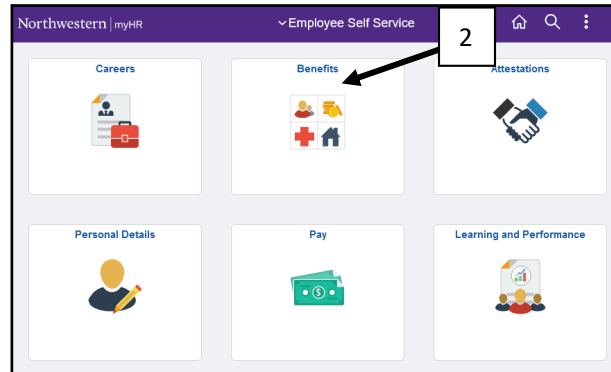 Northwestern | myHR
Employee Self Service
2
Careers
Benefits
Attestations
Personal Details
Pay
Learning and Performance